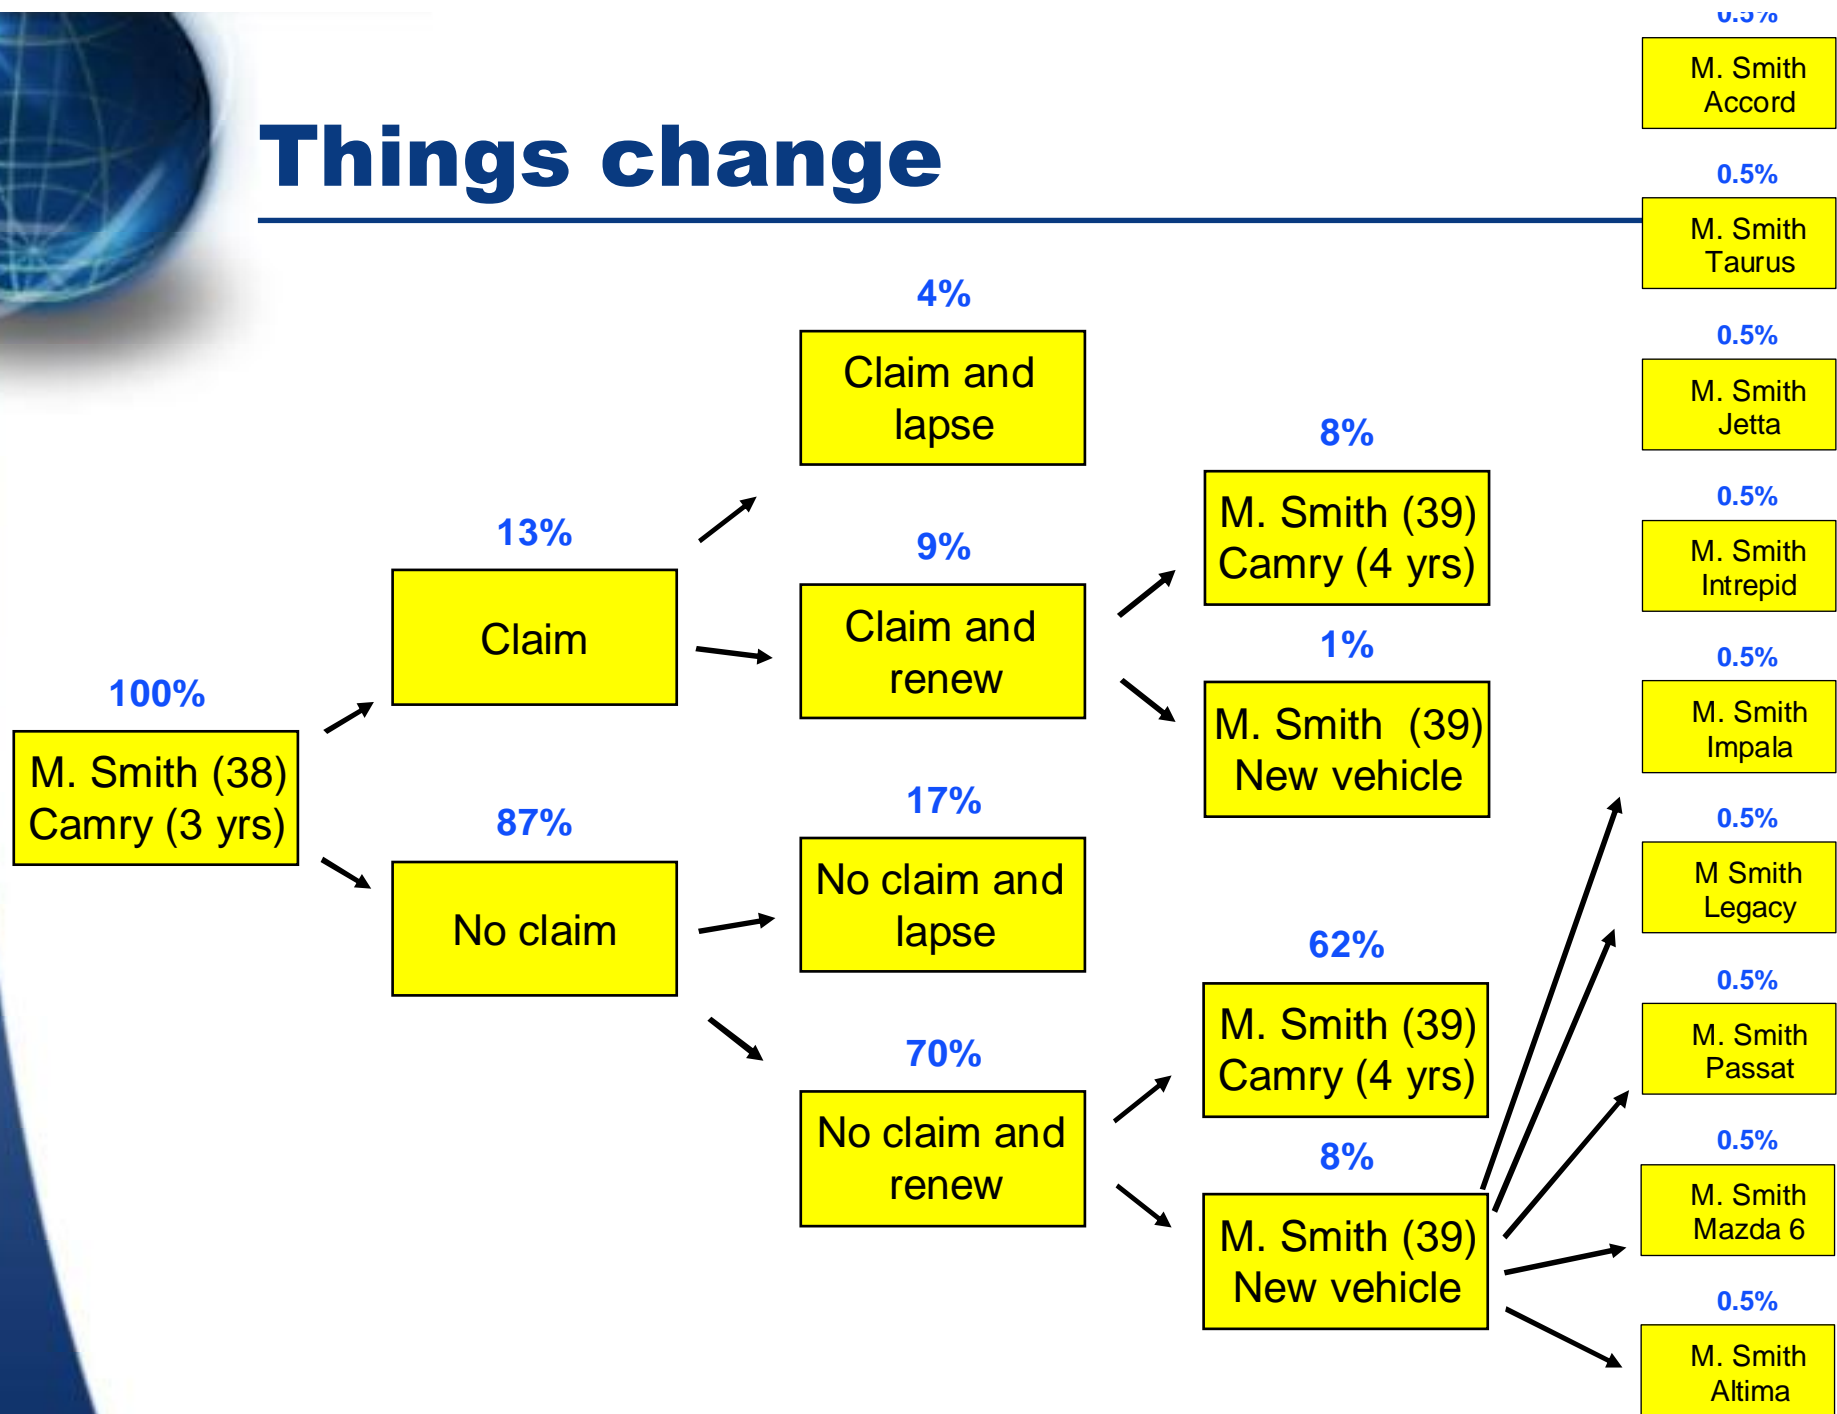 Things change
100%
M. Smith (38)
Camry (3 yrs)
13%
Claim
87%
No claim
4%
Claim and
lapse
9%
Claim and
renew
17%
No claim and
lapse
70%
No claim and
renew
8%
M. Smith (39)
Camry (4 yrs)
1%
M. Smith (39)
New vehicle
62%
M. Smith (39)
Camry (4 yrs)
8%
M. Smith (39)
New vehicle
0.5%
M. Smith
Accord
0.5%
M. Smith
Taurus
0.5%
M. Smith
Jetta
0.5%
M. Smith
Intrepid
0.5%
M. Smith
Impala
0.5%
M Smith
Legacy
0.5%
M. Smith
Passat
0.5%
M. Smith
Mazda 6
0.5%
M. Smith
Altima